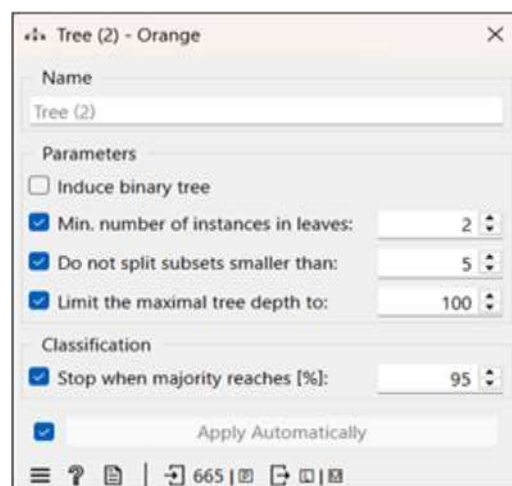 Tree (2) - Orange
Name
Tree (2)
Parameters
Induce binary tree
Min. number of instances in leaves: 2
Do not split subsets smaller than: 5
Limit the maximal tree depth to: 100
Classification
Stop when majority reaches [%]: 95
Apply Automatically
? | 665 | P L | M